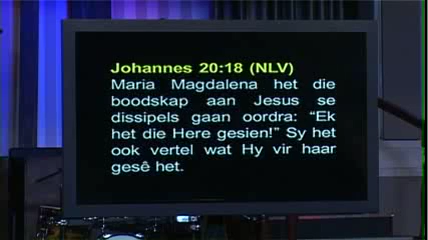 Johannes 20:18 (NLV)
Maria Magdalena het die
boodskap aan Jesus se
dissipels gaan oordra: “Ek
het die Here gesien!” Sy het
ook vertel wat Hy vir haar
gesê het.